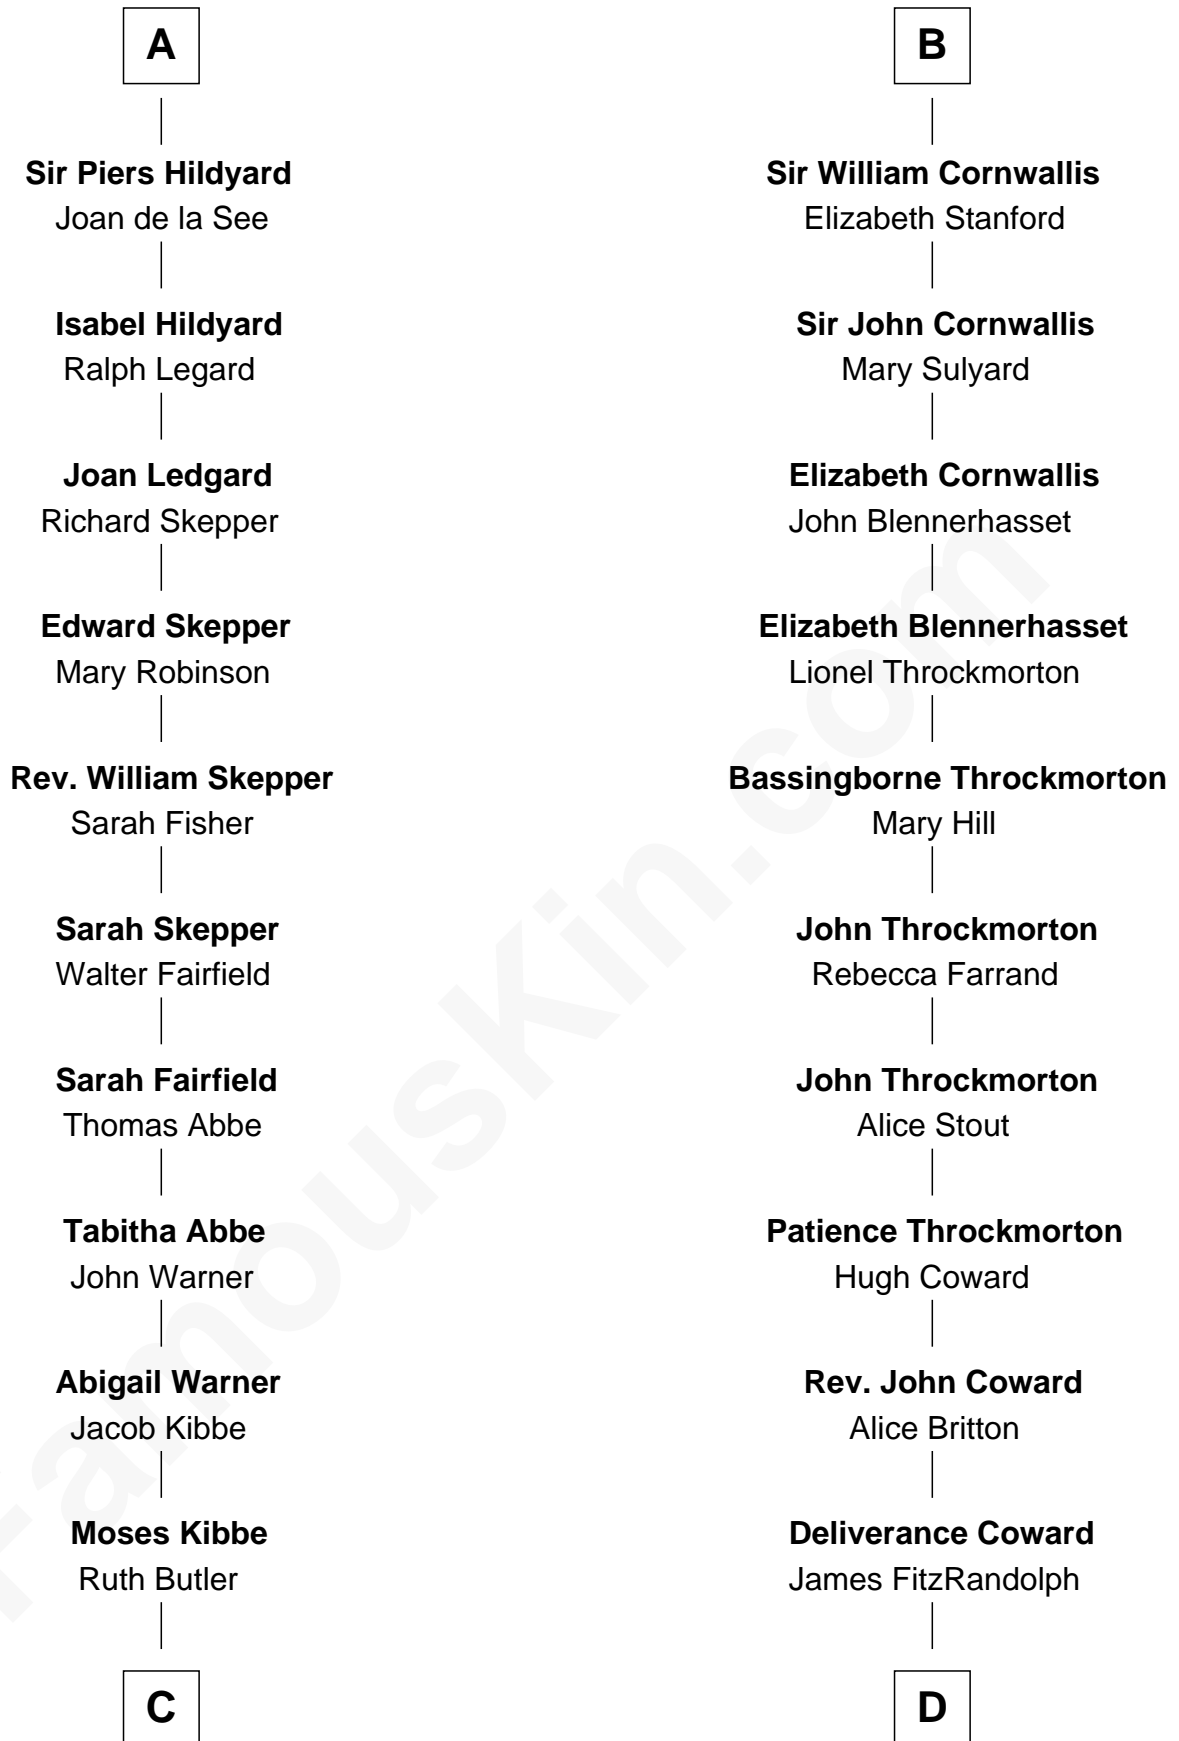 A
Sir Piers Hildyard
Joan de la See
Isabel Hildyard
Ralph Legard
Joan Ledgard
Richard Skepper
Edward Skepper
Mary Robinson
Rev. William Skepper
Sarah Fisher
Sarah Skepper
Walter Fairfield
Sarah Fairfield
Thomas Abbe
Tabitha Abbe
John Warner
Abigail Warner
Jacob Kibbe
Moses Kibbe
Ruth Butler
C
B
Sir William Cornwallis
Elizabeth Stanford
Sir John Cornwallis
Mary Sulyard
Elizabeth Cornwallis
John Blennerhasset
Elizabeth Blennerhasset
Lionel Throckmorton
Bassingborne Throckmorton
Mary Hill
John Throckmorton
Rebecca Farrand
John Throckmorton
Alice Stout
Patience Throckmorton
Hugh Coward
Rev. John Coward
Alice Britton
Deliverance Coward
James FitzRandolph
D
FamousKin.com